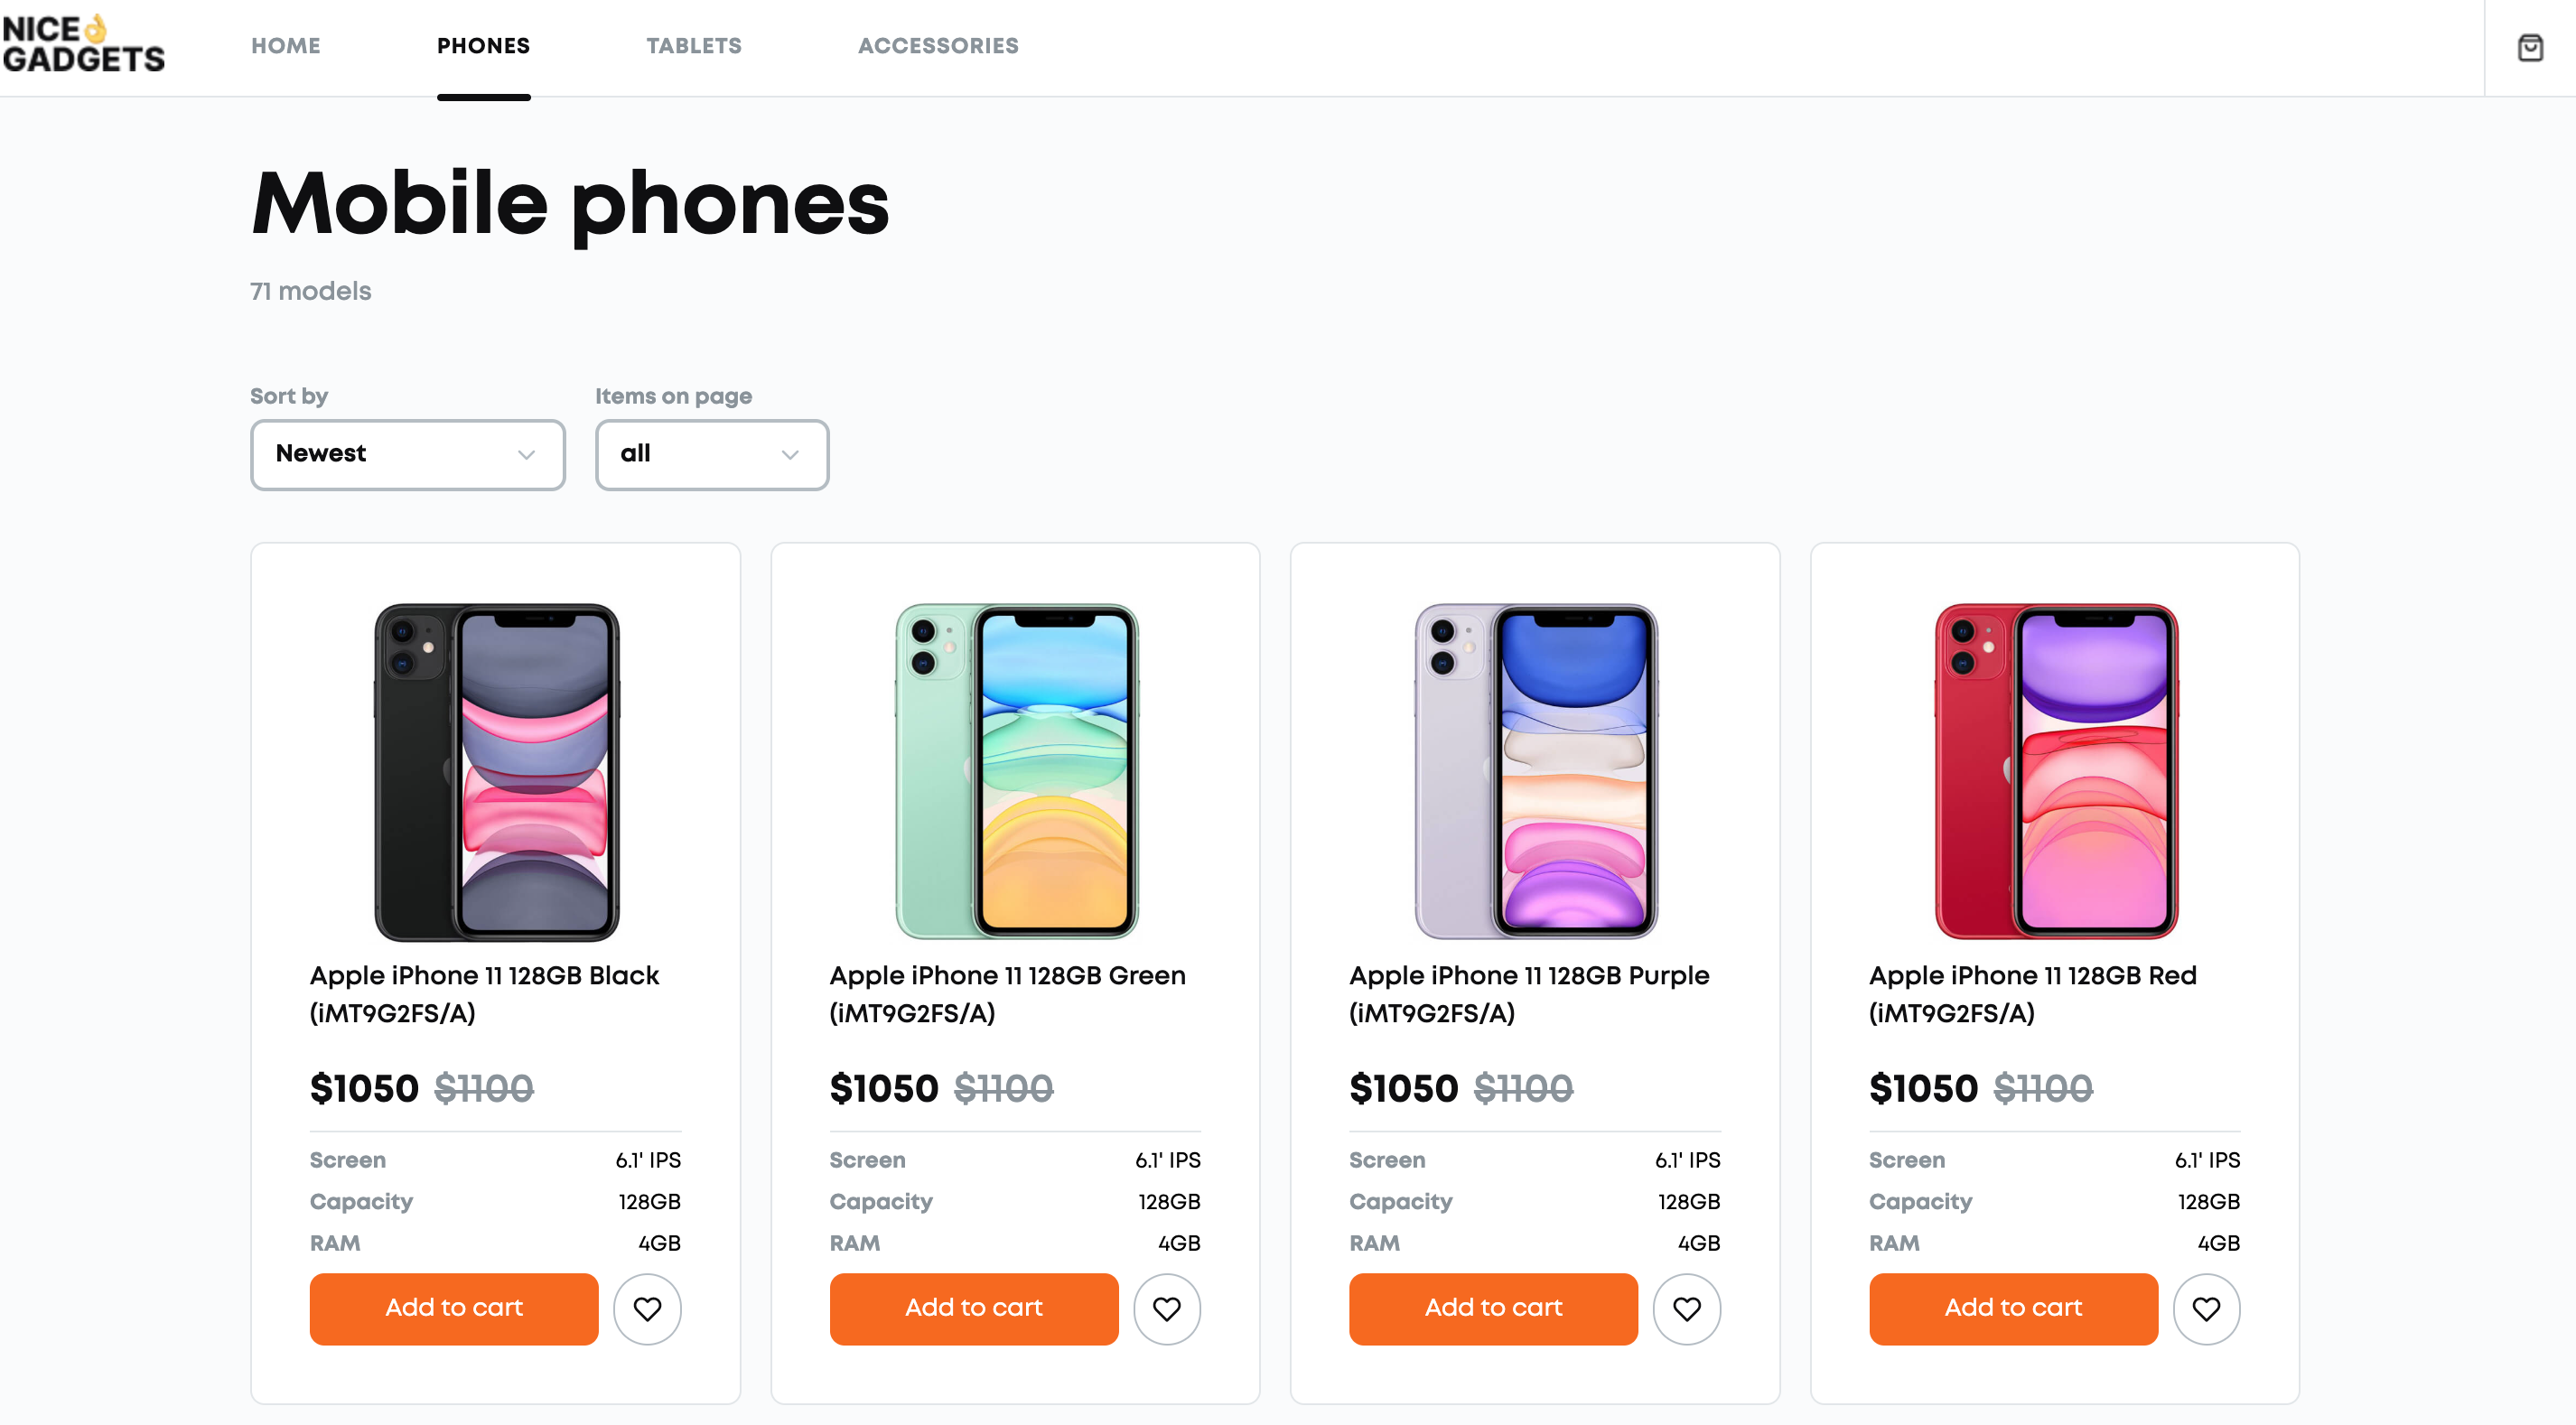 NICE👌
GADGETS
HOME
PHONES
TABLETS
ACCESSORIES
Mobile phones
71 models
Sort by
Items on page
Newest
all
Apple iPhone 11 128GB Black
(iMT9G2FS/A)
$1050 $1100
Screen 6.1' IPS
Capacity 128GB
RAM 4GB
Add to cart
Apple iPhone 11 128GB Green
(iMT9G2FS/A)
$1050 $1100
Screen 6.1' IPS
Capacity 128GB
RAM 4GB
Add to cart
Apple iPhone 11 128GB Purple
(iMT9G2FS/A)
$1050 $1100
Screen 6.1' IPS
Capacity 128GB
RAM 4GB
Add to cart
Apple iPhone 11 128GB Red
(iMT9G2FS/A)
$1050 $1100
Screen 6.1' IPS
Capacity 128GB
RAM 4GB
Add to cart